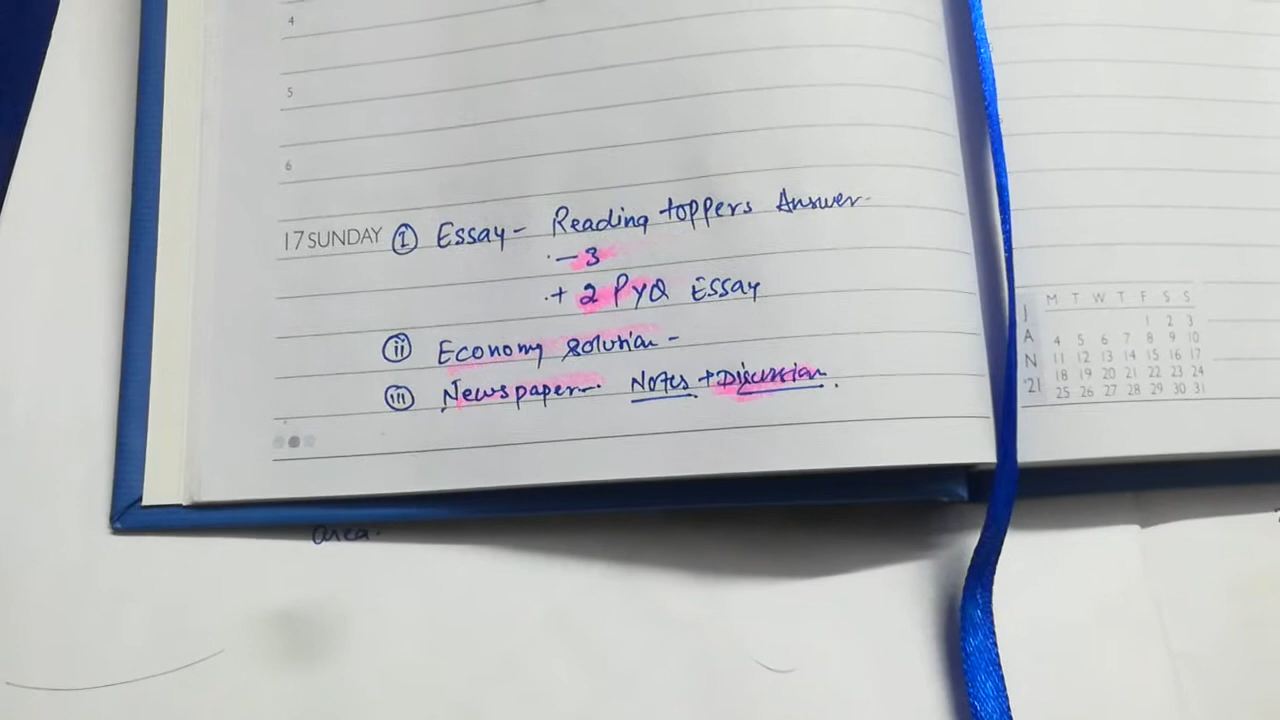 4
5
6
17 SUNDAY ① Essay - Reading toppers Answer.
- 3
+ 2 PYQ Essay
ⓘⓘ Economy solution -
ⓘⓘⓘ Newspaper - Notes + Discussion.
area.
J A N '21
M T W T F S S
1 2 3
4 5 6 7 8 9 10
11 12 13 14 15 16 17
18 19 20 21 22 23 24
25 26 27 28 29 30 31